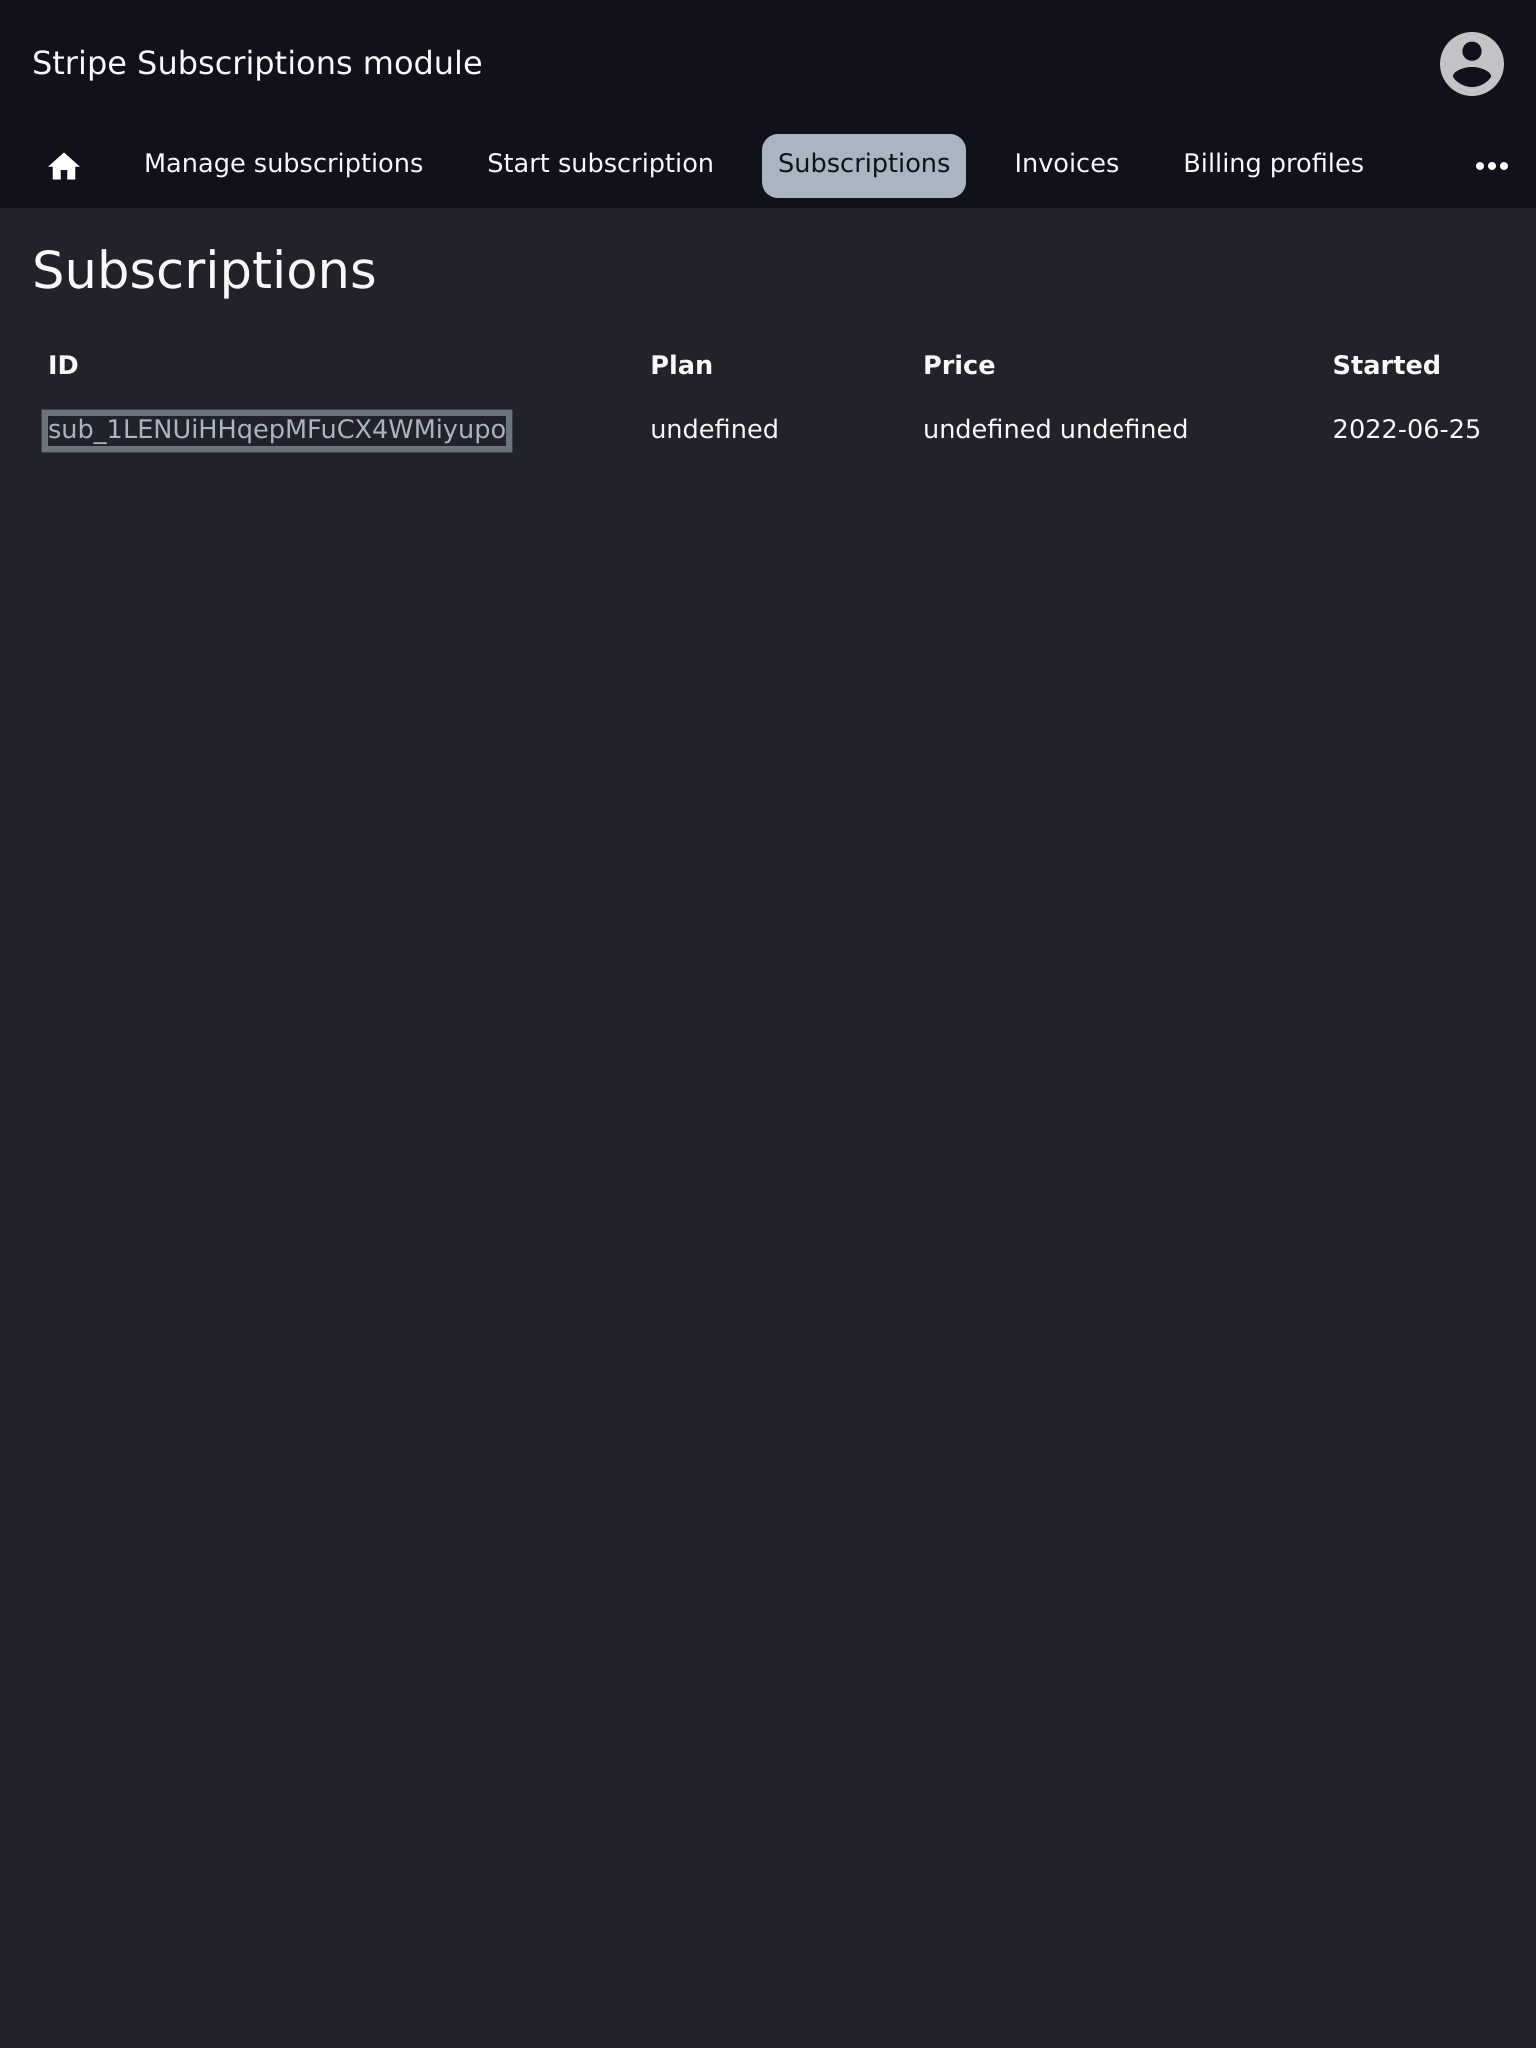 Stripe Subscriptions module
Manage subscriptions Start subscription Subscriptions Invoices Billing profiles
Subscriptions
ID Plan Price Started
sub_1LENUiHHqepMFuCX4WMiyupo undefined undefined undefined 2022-06-25